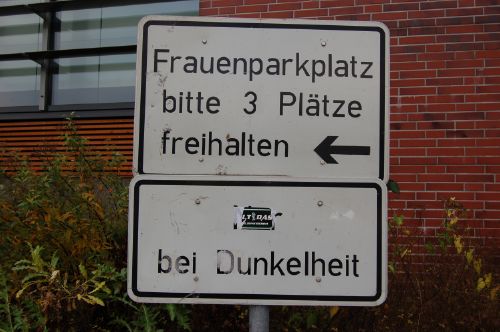 Frauenparkplatz
bitte 3 Plätze
freihalten
bei Dunkelheit